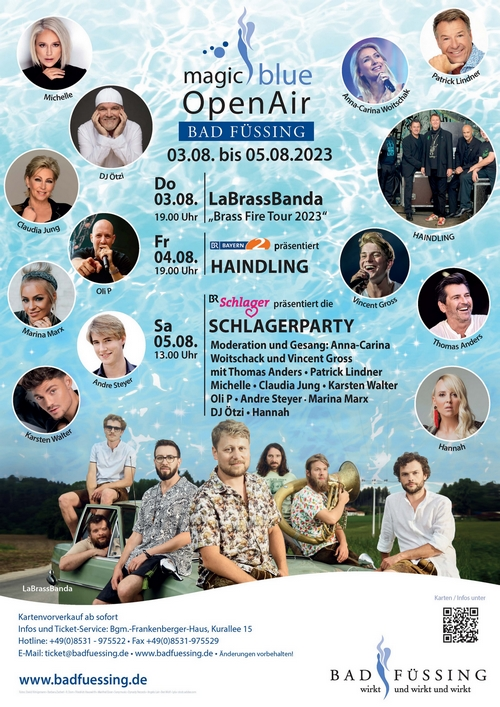 magic blue
OpenAir
BAD FÜSSING
03.08. bis 05.08.2023
Michelle
Patrick Lindner
Anna-Carina Woitschak
DJ Ötzi
Claudia Jung
HAINDLING
Oli P
Vincent Gross
Marina Marx
Thomas Anders
Andre Steyer
Karsten Walter
Hannah
Do
03.08.
19.00 Uhr
LaBrassBanda
„Brass Fire Tour 2023“
Fr
04.08.
19.00 Uhr
BR BAYERN 2 präsentiert
HAINDLING
Sa
05.08.
13.00 Uhr
BR Schlager präsentiert die
SCHLAGERPARTY
Moderation und Gesang: Anna-Carina
Woitschack und Vincent Gross
mit Thomas Anders • Patrick Lindner
Michelle • Claudia Jung • Karsten Walter
Oli P • Andre Steyer • Marina Marx
DJ Ötzi • Hannah
LaBrassBanda
Kartenvorverkauf ab sofort
Infos und Ticket-Service: Bgm.-Frankenberger-Haus, Kurallee 15
Hotline: +49(0)8531 - 975522 • Fax +49(0)8531-975529
E-Mail: ticket@badfuessing.de • www.badfuessing.de • Änderungen vorbehalten!
www.badfuessing.de
Karten / Infos unter
BAD FÜSSING
wirkt und wirkt und wirkt